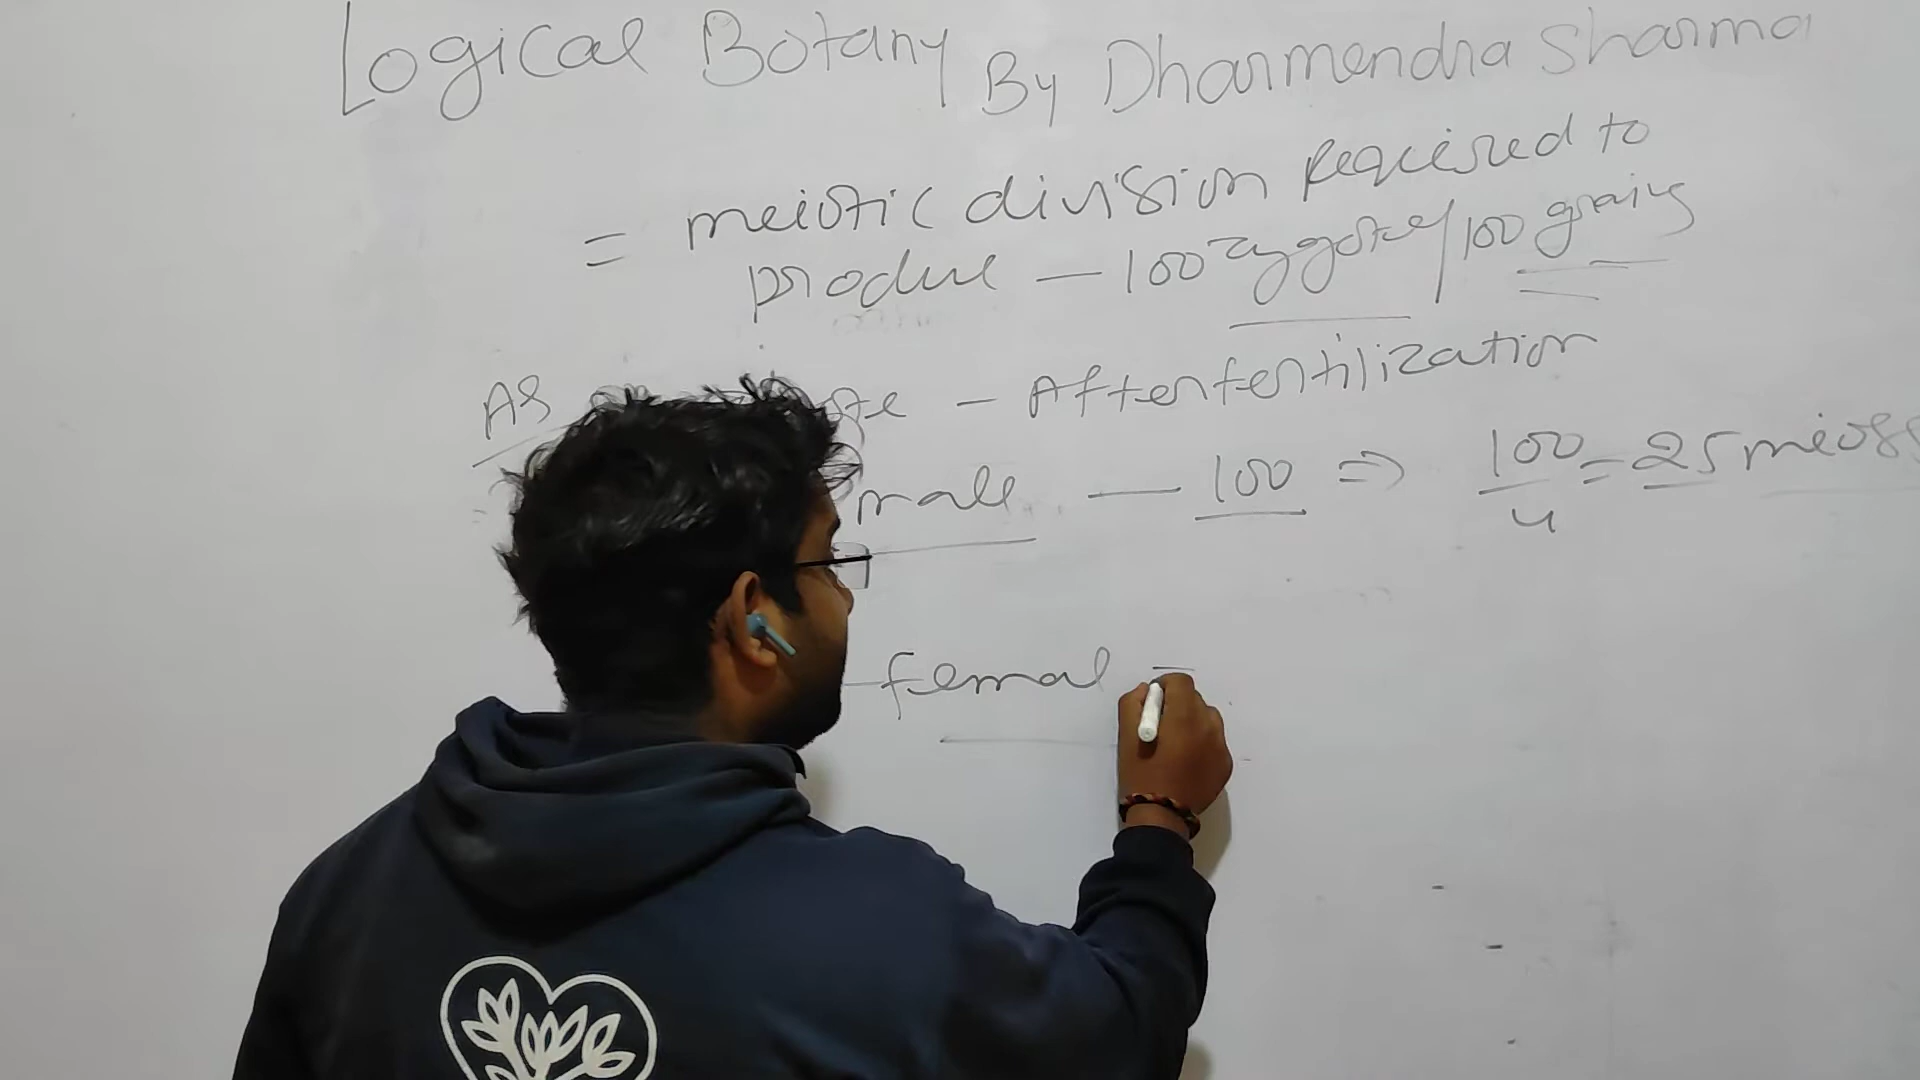 Logical Botany By Dharmendra Sharma
= meiotic division Required to
produce — 100 zygote/100 grains
As - After fertilization
male — 100 ⇒ 100/4 = 25 meos
— femal =